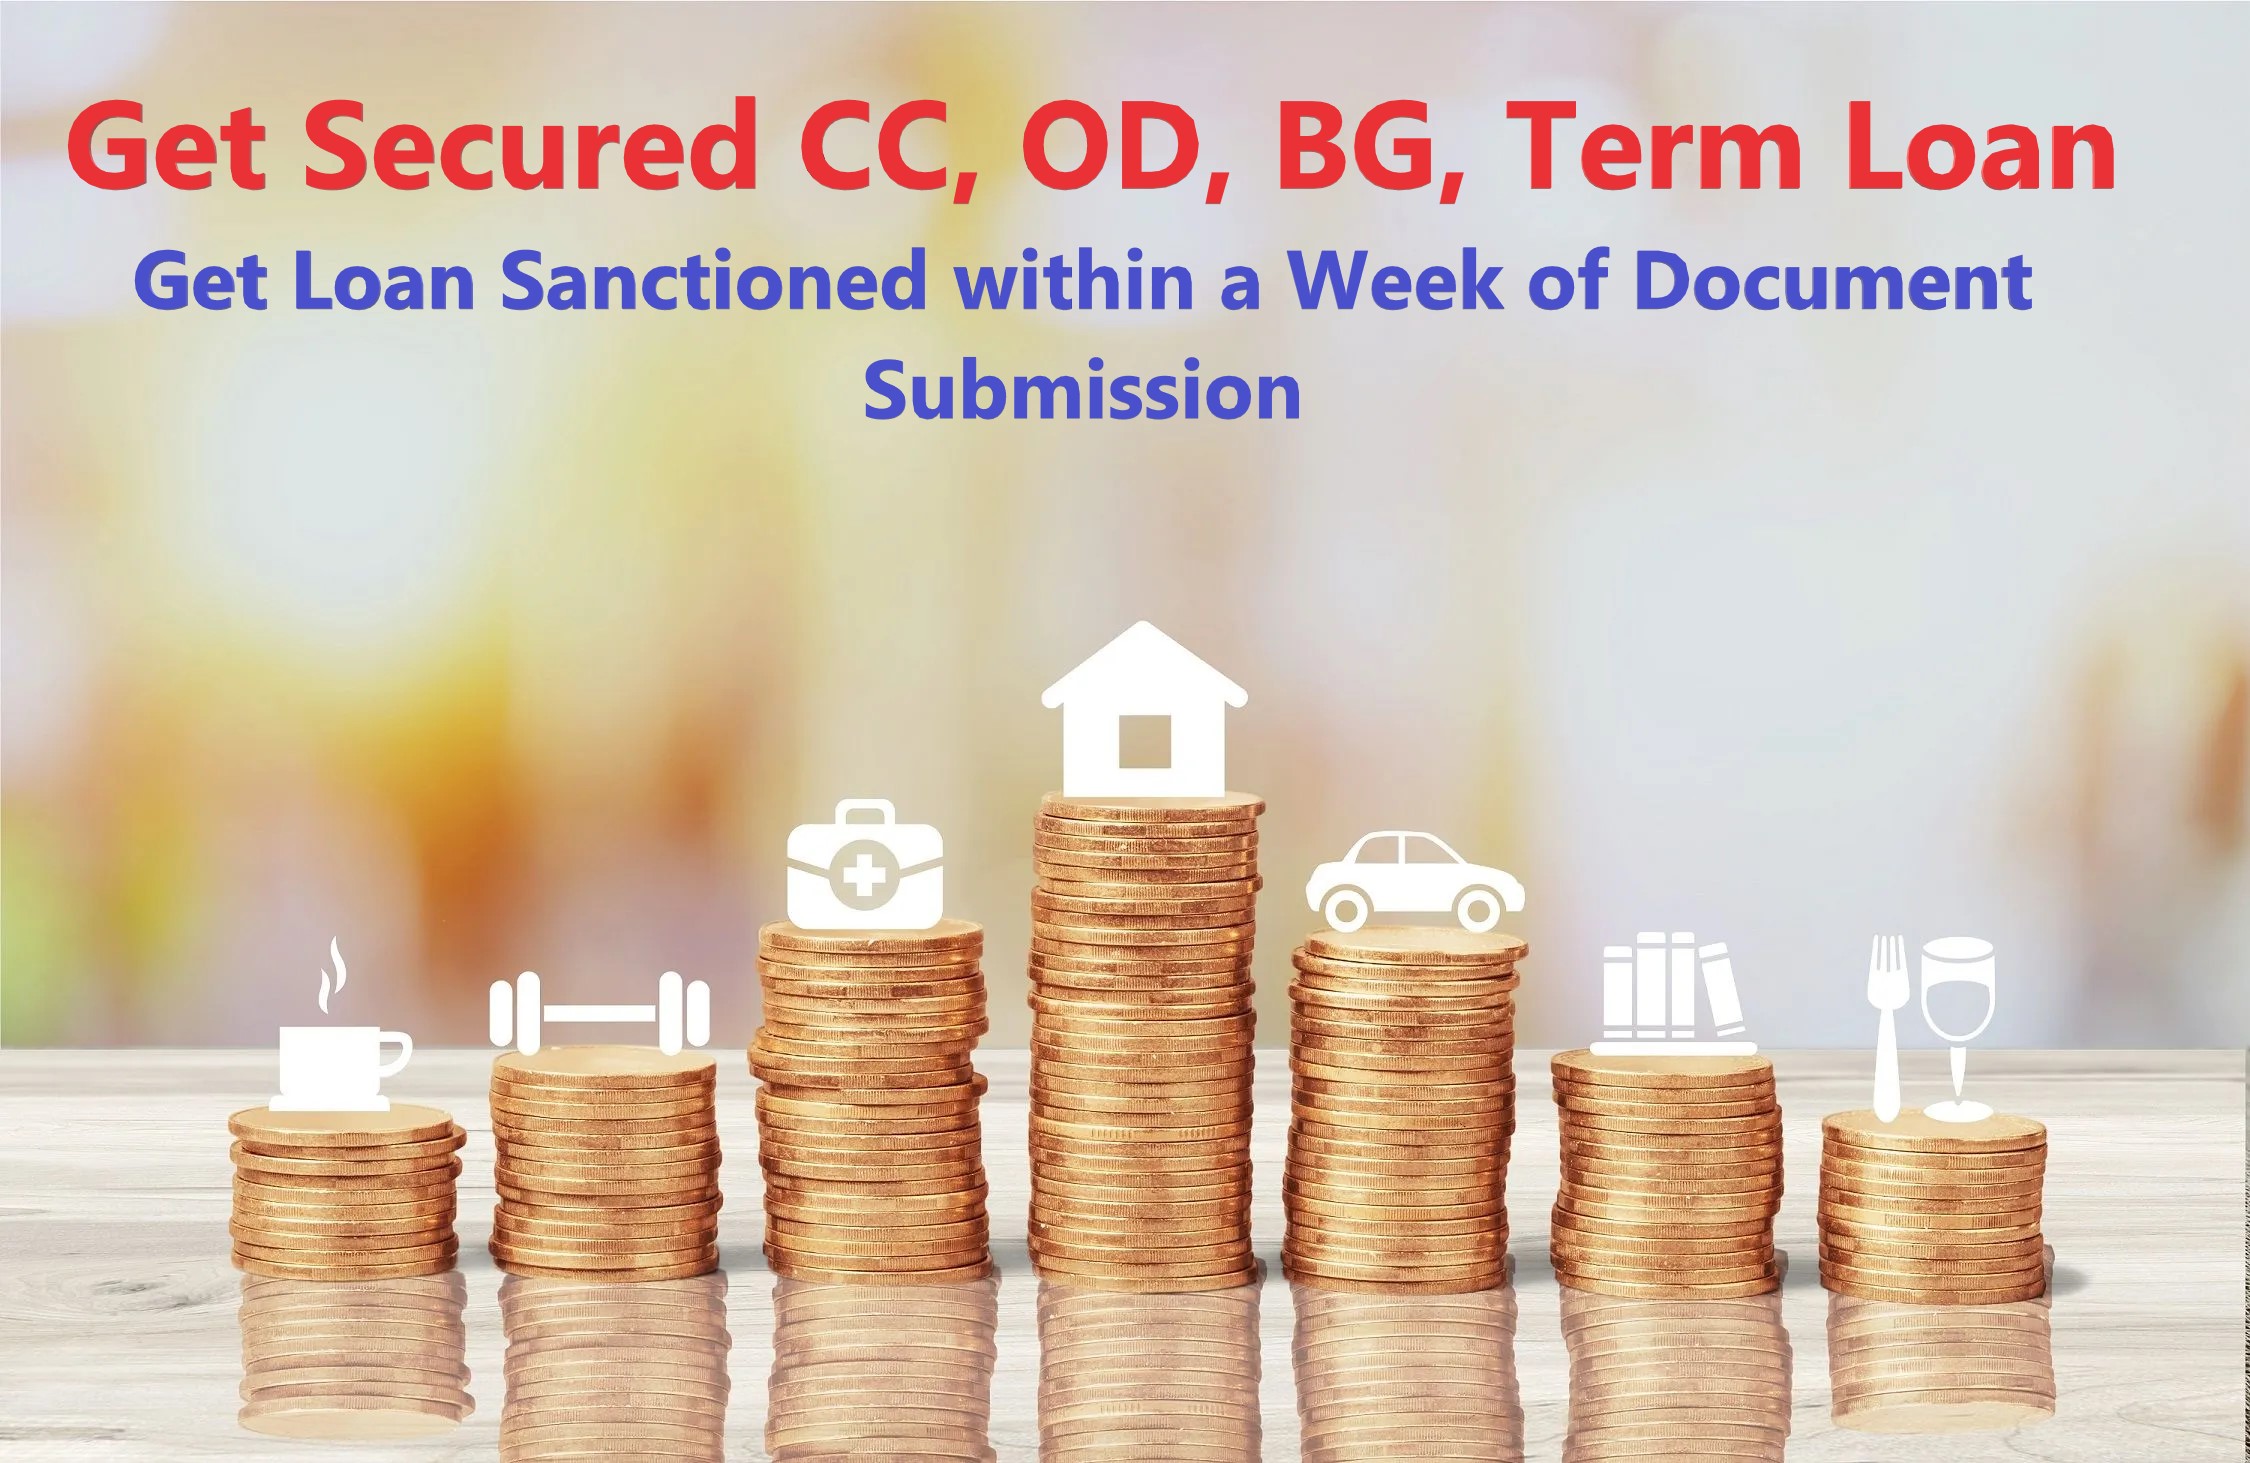 Get Secured CC, OD, BG, Term Loan
Get Loan Sanctioned within a Week of Document
Submission